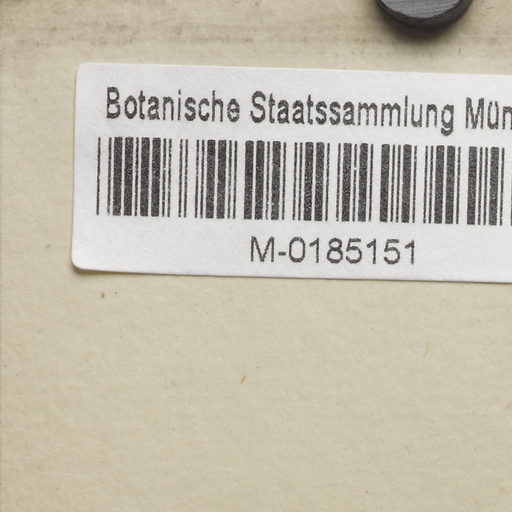 Botanische Staatssammlung Mün
M-0185151